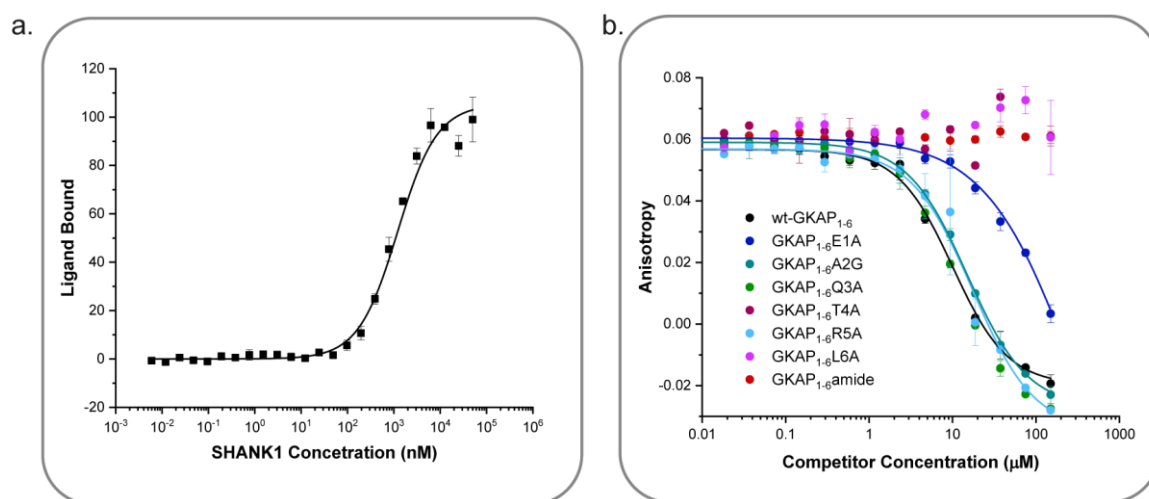 a.
120
100
80
60
40
20
0
-20
Ligand Bound
10-3 10-2 10-1 100 101 102 103 104 105 106
SHANK1 Concetration (nM)
b.
0.08
0.06
0.04
0.02
0.00
-0.02
Anisotropy
wt-GKAP1-6
GKAP1-6E1A
GKAP1-6A2G
GKAP1-6Q3A
GKAP1-6T4A
GKAP1-6R5A
GKAP1-6L6A
GKAP1-6amide
0.01 0.1 1 10 100 1000
Competitor Concentration (μM)